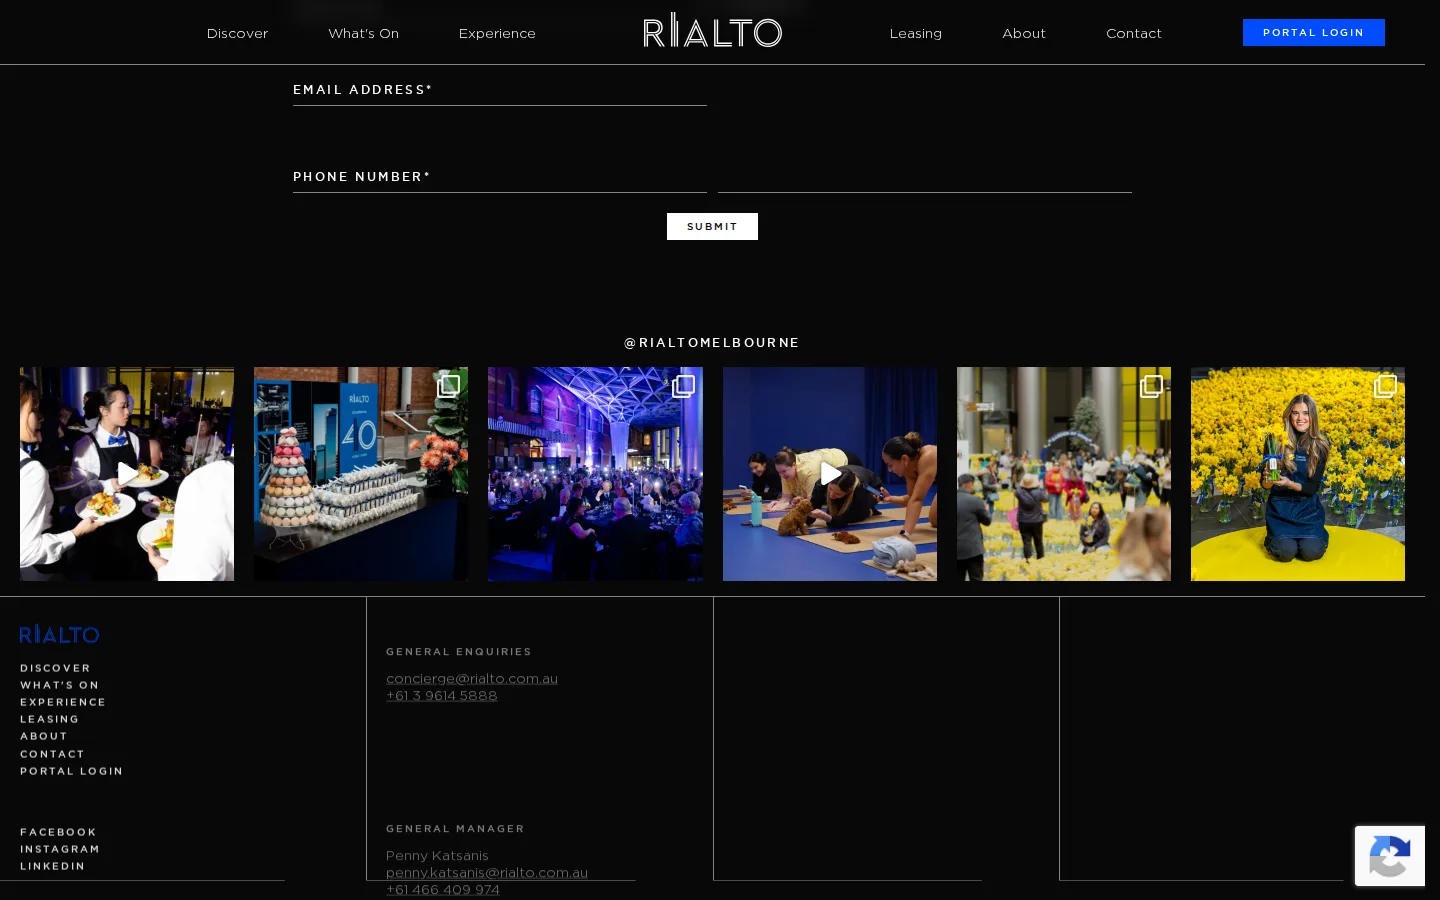 Discover
What's On
Experience
RIALTO
Leasing
About
Contact
PORTAL LOGIN
EMAIL ADDRESS*
PHONE NUMBER*
SUBMIT
@RIALTOMELBOURNE
RIALTO
40
RIALTO
DISCOVER
WHAT'S ON
EXPERIENCE
LEASING
ABOUT
CONTACT
PORTAL LOGIN
FACEBOOK
INSTAGRAM
LINKEDIN
GENERAL ENQUIRIES
concierge@rialto.com.au
+61 3 9614 5888
GENERAL MANAGER
Penny Katsanis
penny.katsanis@rialto.com.au
+61 466 409 974